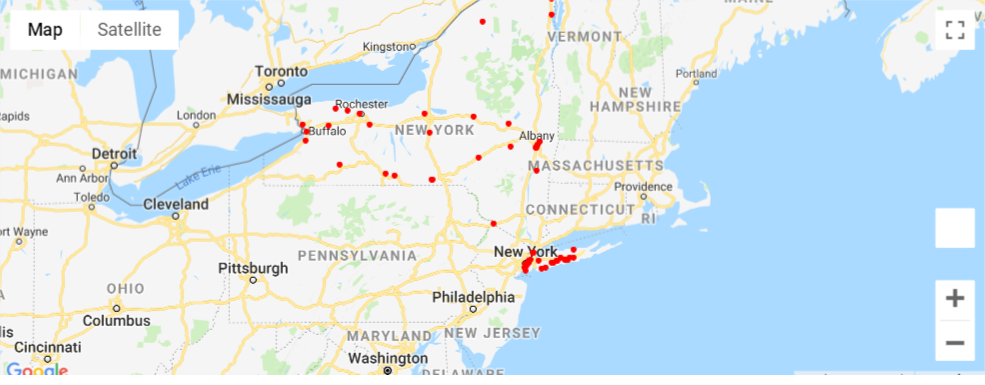 Map Satellite
MAINE
VERMONT
Kingston
MICHIGAN
Toronto
Portland
NEW
HAMPSHIRE
Mississauga
Rochester
apids
London
Buffalo
NEW YORK
Albany
Detroit
MASSACHUSETTS
Ann Arbor
Lake Erie
Toledo
Providence
Cleveland
CONNECTICUT
RI
ort Wayne
New York
PENNSYLVANIA
Pittsburgh
OHIO
Philadelphia
Columbus
MARYLAND
NEW JERSEY
lis
Cincinnati
Washington
Google
DELAWARE
+
−